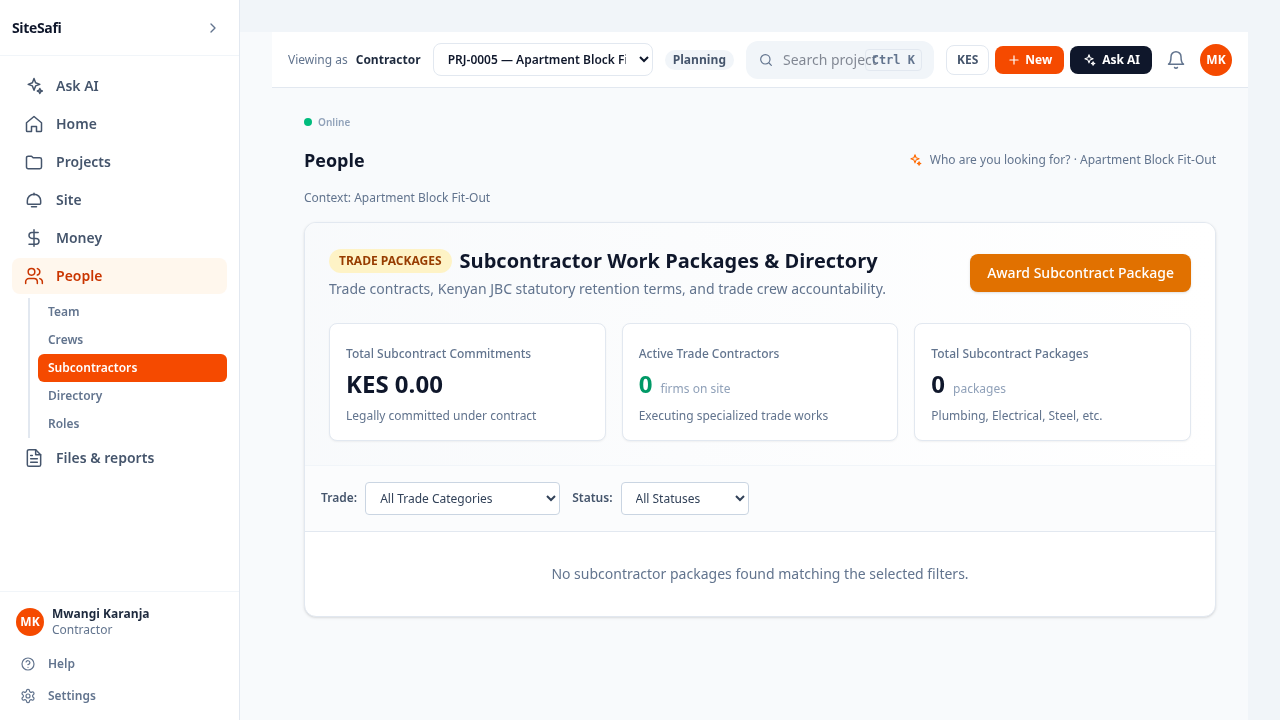 SiteSafi
Ask AI
Home
Projects
Site
Money
People
Team
Crews
Subcontractors
Directory
Roles
Files & reports
Mwangi Karanja
Contractor
Help
Settings
Viewing as Contractor
PRJ-0005 — Apartment Block Fi
Planning
Search project
Ctrl K
KES
New
Ask AI
MK
Online
People
Who are you looking for? · Apartment Block Fit-Out
Context: Apartment Block Fit-Out
TRADE PACKAGES
Subcontractor Work Packages & Directory
Trade contracts, Kenyan JBC statutory retention terms, and trade crew accountability.
Award Subcontract Package
Total Subcontract Commitments
KES 0.00
Legally committed under contract
Active Trade Contractors
0 firms on site
Executing specialized trade works
Total Subcontract Packages
0 packages
Plumbing, Electrical, Steel, etc.
Trade: All Trade Categories
Status: All Statuses
No subcontractor packages found matching the selected filters.
MK